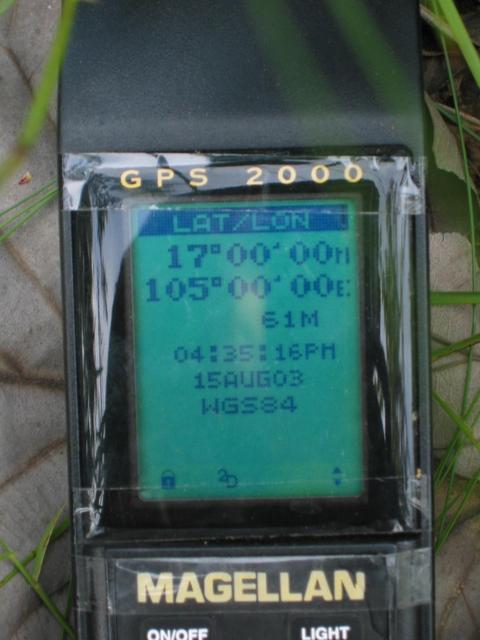 GPS 2000
LAT/LON
17°00'00N
105°00'00E
61M
04:35:16PM
15AUG03
WGS84
2D
MAGELLAN
ON/OFF LIGHT